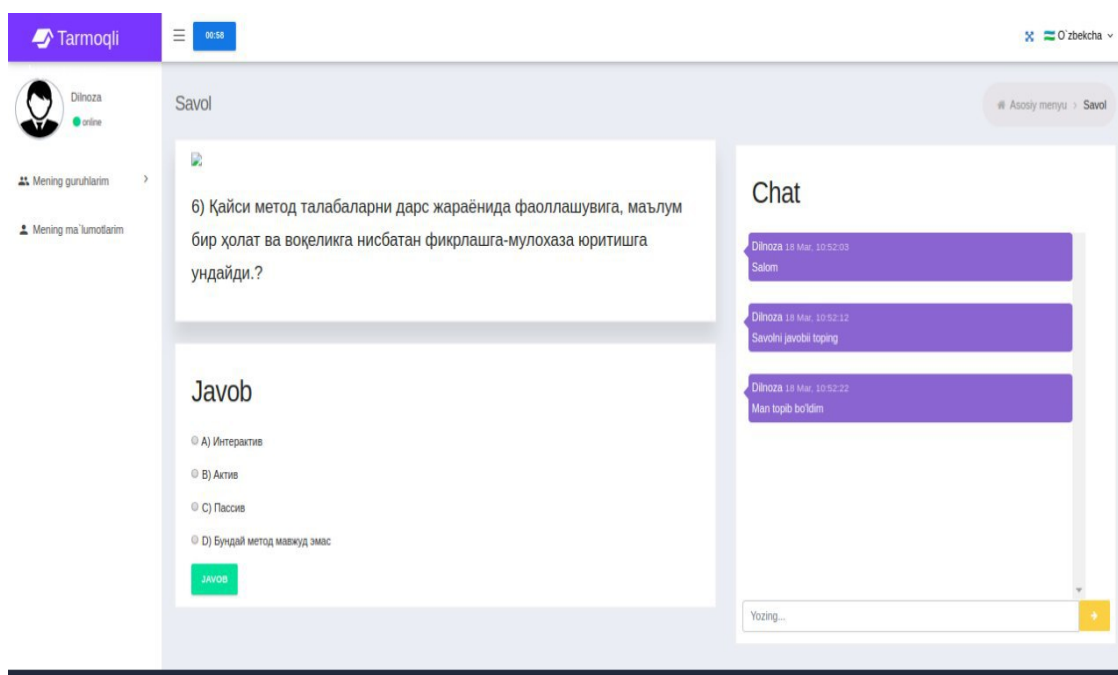 Tarmoqli
00:58
O`zbekcha
Dilnoza
online
Mening guruhlarim
Mening ma`lumotlarim
Savol
Asosiy menyu > Savol
6) Қайси метод талабаларни дарс жараёнида фаоллашувига, маълум
бир ҳолат ва воқеликга нисбатан фикрлашга-мулохаза юритишга
ундайди.?
Javob
A) Интерактив
B) Актив
C) Пассив
D) Бундай метод мавжуд эмас
JAVOB
Chat
Dilnoza 18 Mar, 10:52:03
Salom
Dilnoza 18 Mar, 10:52:12
Savolni javobii toping
Dilnoza 18 Mar, 10:52:22
Man topib bo'ldim
Yozing...